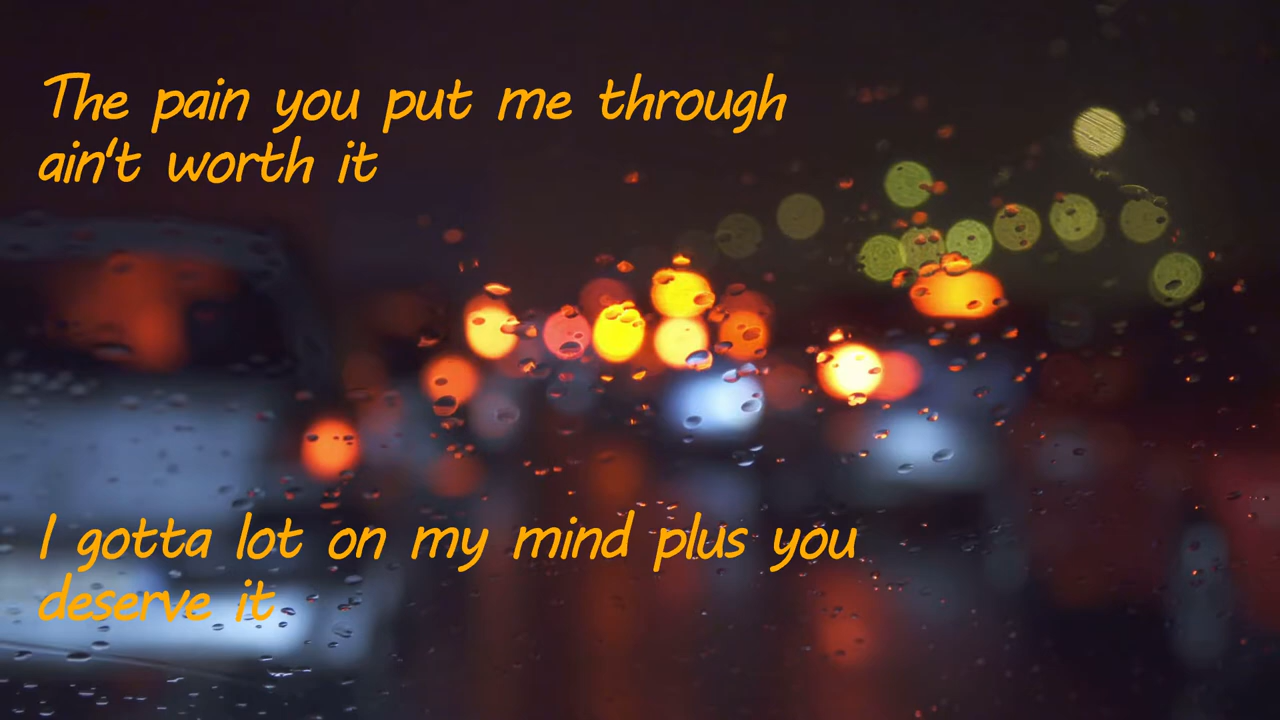 The pain you put me through
ain't worth it
I gotta lot on my mind plus you
deserve it